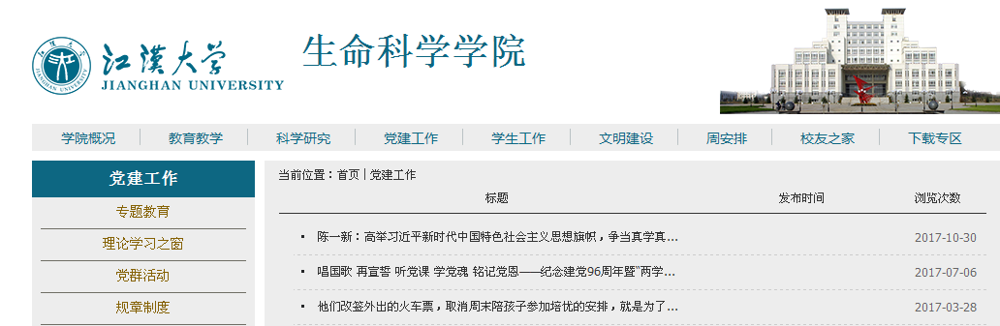 江漢大学
JIANGHAN UNIVERSITY
生命科学学院
学院概况 教育教学 科学研究 党建工作 学生工作 文明建设 周安排 校友之家 下载专区
党建工作
专题教育
理论学习之窗
党群活动
规章制度
当前位置：首页 | 党建工作
标题 发布时间 浏览次数
陈一新：高举习近平新时代中国特色社会主义思想旗帜，争当真学真... 2017-10-30
唱国歌 再宣誓 听党课 学党魂 铭记党恩——纪念建党96周年暨"两学... 2017-07-06
他们改签外出的火车票，取消周末陪孩子参加培优的安排，就是为了... 2017-03-28